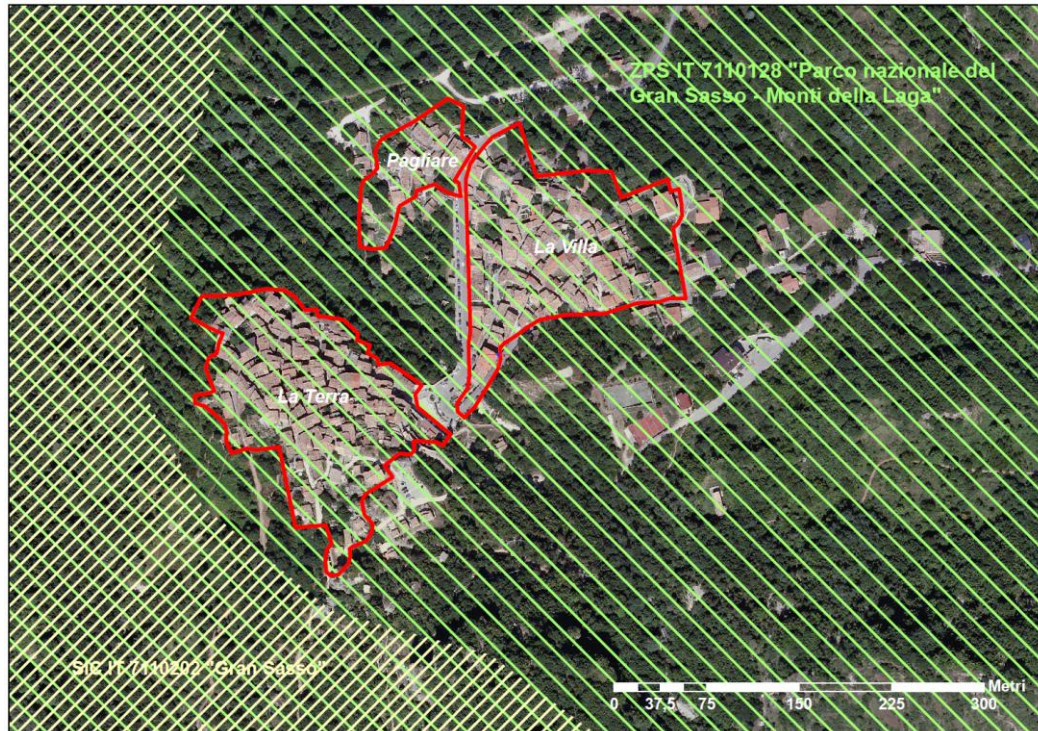 ZPS IT 7110128 "Parco nazionale del
Gran Sasso - Monti della Laga"
Pagliare
La Villa
La Terra
SIC IT 7110202 "Gran Sasso"
Metri
0 37.5 75 150 225 300